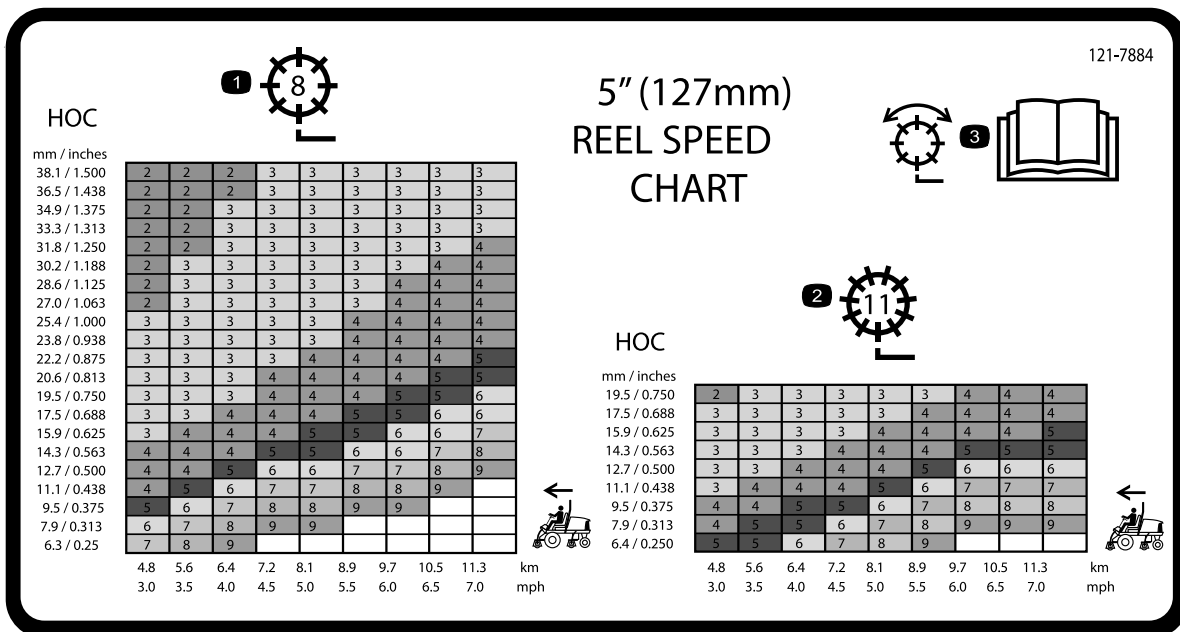 121-7884
5" (127mm)
REEL SPEED
CHART
3
1
8
HOC
mm / inches
38.1 / 1.500 2 2 2 3 3 3 3 3 3
36.5 / 1.438 2 2 2 3 3 3 3 3 3
34.9 / 1.375 2 2 3 3 3 3 3 3 3
33.3 / 1.313 2 2 3 3 3 3 3 3 3
31.8 / 1.250 2 2 3 3 3 3 3 3 4
30.2 / 1.188 2 3 3 3 3 3 3 4 4
28.6 / 1.125 2 3 3 3 3 3 4 4 4
27.0 / 1.063 2 3 3 3 3 3 4 4 4
25.4 / 1.000 3 3 3 3 3 4 4 4 4
23.8 / 0.938 3 3 3 3 3 4 4 4 4
22.2 / 0.875 3 3 3 3 4 4 4 4 5
20.6 / 0.813 3 3 3 4 4 4 4 5 5
19.5 / 0.750 3 3 3 4 4 4 5 5 6
17.5 / 0.688 3 3 4 4 4 5 5 6 6
15.9 / 0.625 3 4 4 4 5 5 6 6 7
14.3 / 0.563 4 4 4 5 5 6 6 7 8
12.7 / 0.500 4 4 5 6 6 7 7 8 9
11.1 / 0.438 4 5 6 7 7 8 8 9
9.5 / 0.375 5 6 7 8 8 9 9
7.9 / 0.313 6 7 8 9 9
6.3 / 0.25 7 8 9
4.8 5.6 6.4 7.2 8.1 8.9 9.7 10.5 11.3 km
3.0 3.5 4.0 4.5 5.0 5.5 6.0 6.5 7.0 mph
2
11
HOC
mm / inches
19.5 / 0.750 2 3 3 3 3 3 4 4 4
17.5 / 0.688 3 3 3 3 3 4 4 4 4
15.9 / 0.625 3 3 3 3 4 4 4 4 5
14.3 / 0.563 3 3 3 4 4 4 5 5 5
12.7 / 0.500 3 3 4 4 4 5 6 6 6
11.1 / 0.438 3 4 4 4 5 6 7 7 7
9.5 / 0.375 4 4 5 5 6 7 8 8 8
7.9 / 0.313 4 5 5 6 7 8 9 9 9
6.4 / 0.250 5 5 6 7 8 9
4.8 5.6 6.4 7.2 8.1 8.9 9.7 10.5 11.3 km
3.0 3.5 4.0 4.5 5.0 5.5 6.0 6.5 7.0 mph